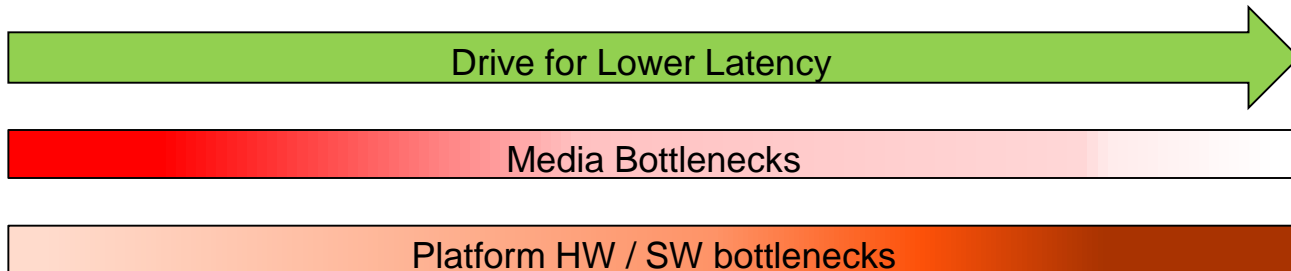 Drive for Lower Latency
Media Bottlenecks
Platform HW / SW bottlenecks